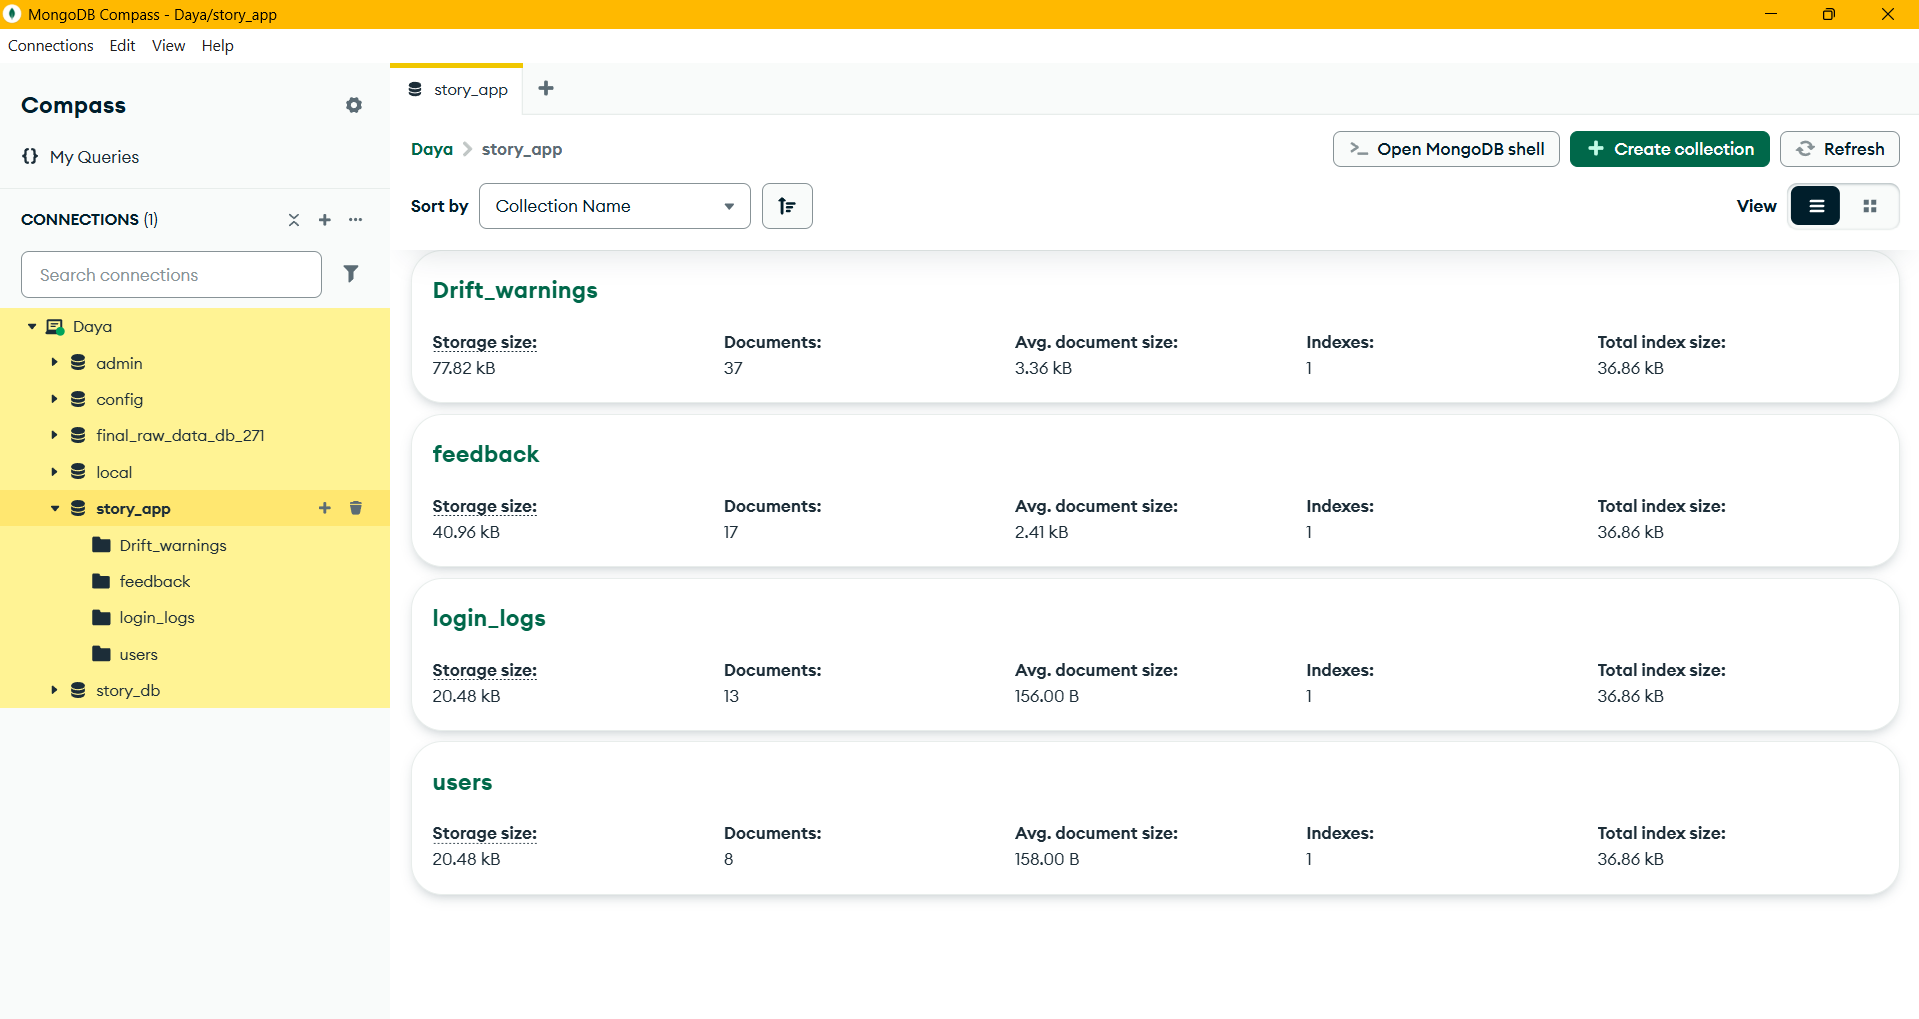 MongoDB Compass - Daya/story_app
Connections Edit View Help
Compass
My Queries
CONNECTIONS (1)
Search connections
Daya
admin
config
final_raw_data_db_271
local
story_app
Drift_warnings
feedback
login_logs
users
story_db
story_app
Daya story_app
Open MongoDB shell
Create collection
Refresh
Sort by Collection Name
View
Drift_warnings
Storage size: Documents: Avg. document size: Indexes: Total index size:
77.82 kB 37 3.36 kB 1 36.86 kB
feedback
Storage size: Documents: Avg. document size: Indexes: Total index size:
40.96 kB 17 2.41 kB 1 36.86 kB
login_logs
Storage size: Documents: Avg. document size: Indexes: Total index size:
20.48 kB 13 156.00 B 1 36.86 kB
users
Storage size: Documents: Avg. document size: Indexes: Total index size:
20.48 kB 8 158.00 B 1 36.86 kB